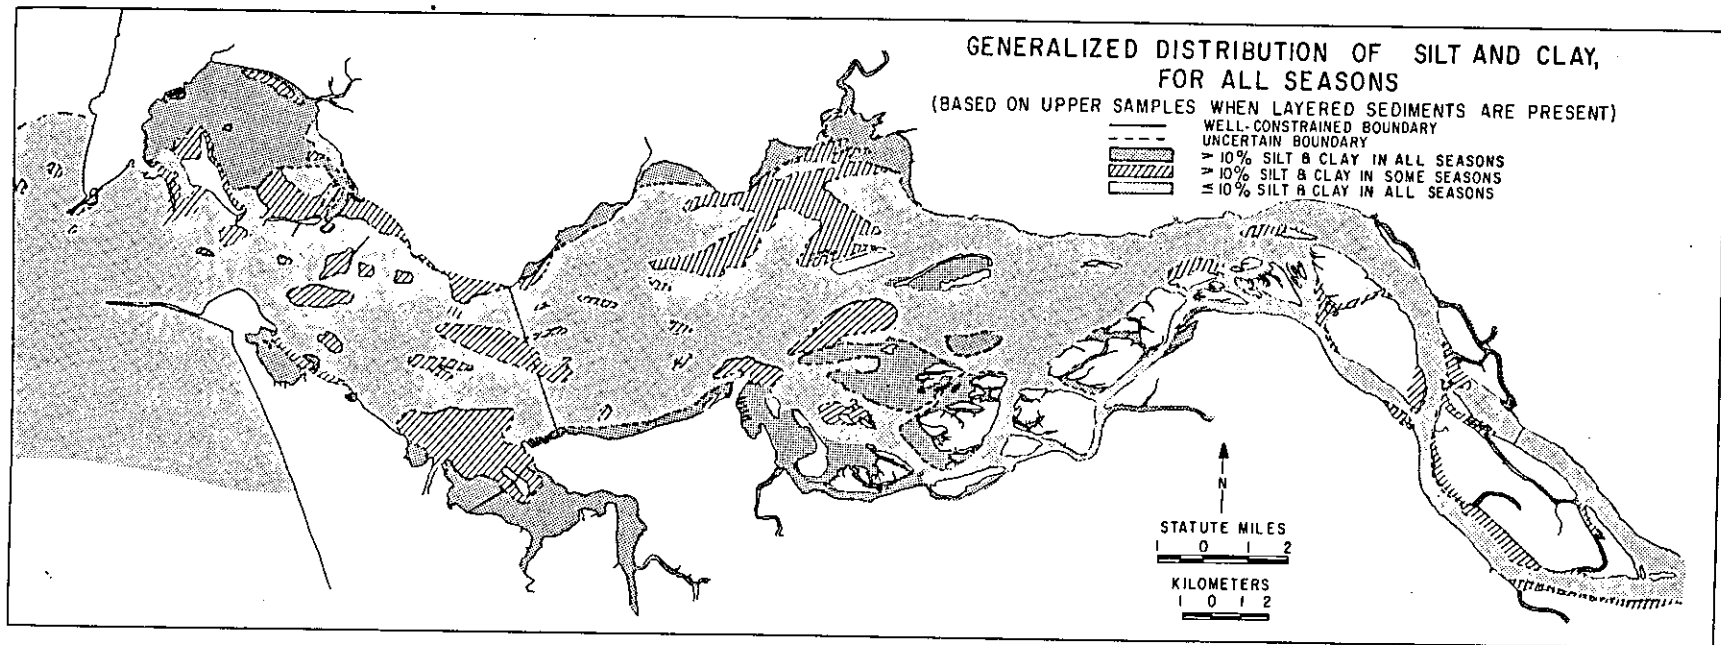 GENERALIZED DISTRIBUTION OF SILT AND CLAY,
FOR ALL SEASONS
(BASED ON UPPER SAMPLES WHEN LAYERED SEDIMENTS ARE PRESENT)
WELL-CONSTRAINED BOUNDARY
UNCERTAIN BOUNDARY
> 10% SILT & CLAY IN ALL SEASONS
> 10% SILT & CLAY IN SOME SEASONS
≤ 10% SILT & CLAY IN ALL SEASONS
N
STATUTE MILES
1 0 1 2
KILOMETERS
1 0 1 2